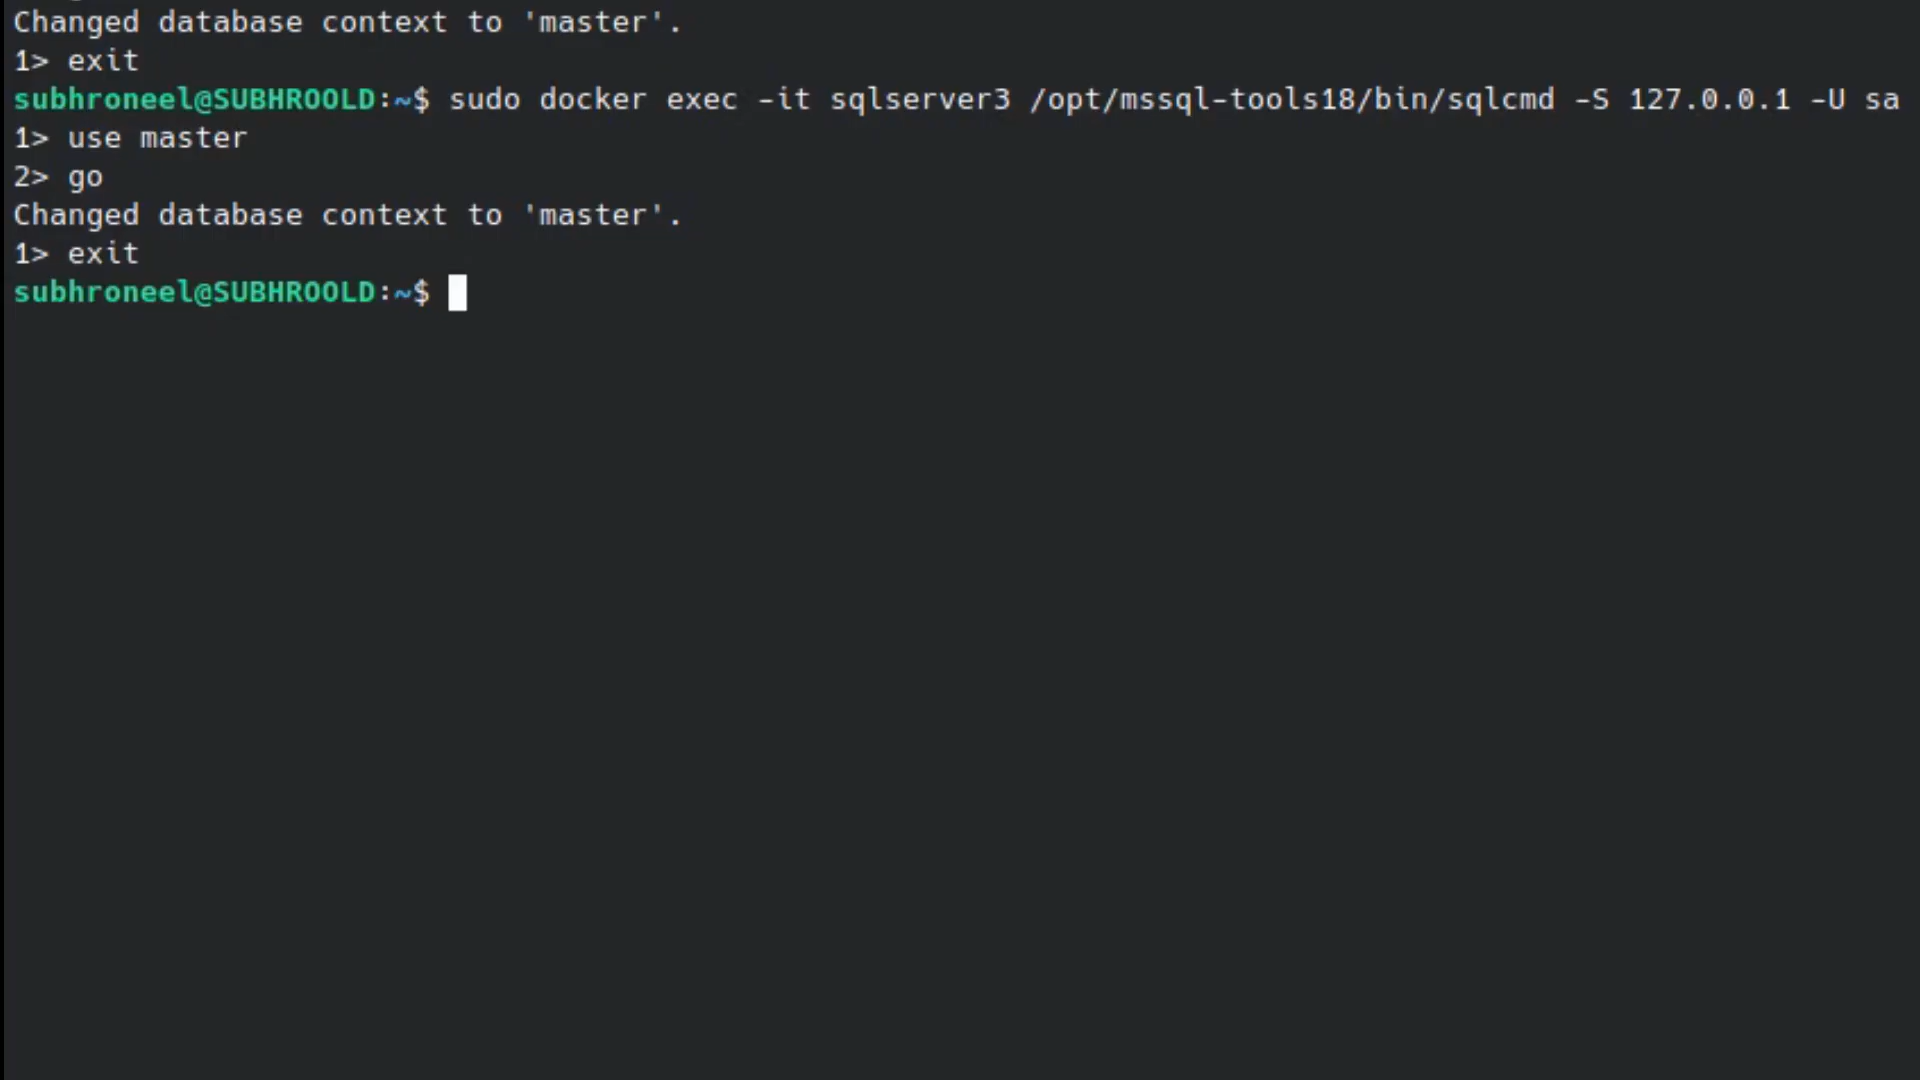 Changed database context to 'master'.
1> exit
subhroneel@SUBHROOLD:~$ sudo docker exec -it sqlserver3 /opt/mssql-tools18/bin/sqlcmd -S 127.0.0.1 -U sa
1> use master
2> go
Changed database context to 'master'.
1> exit
subhroneel@SUBHROOLD:~$